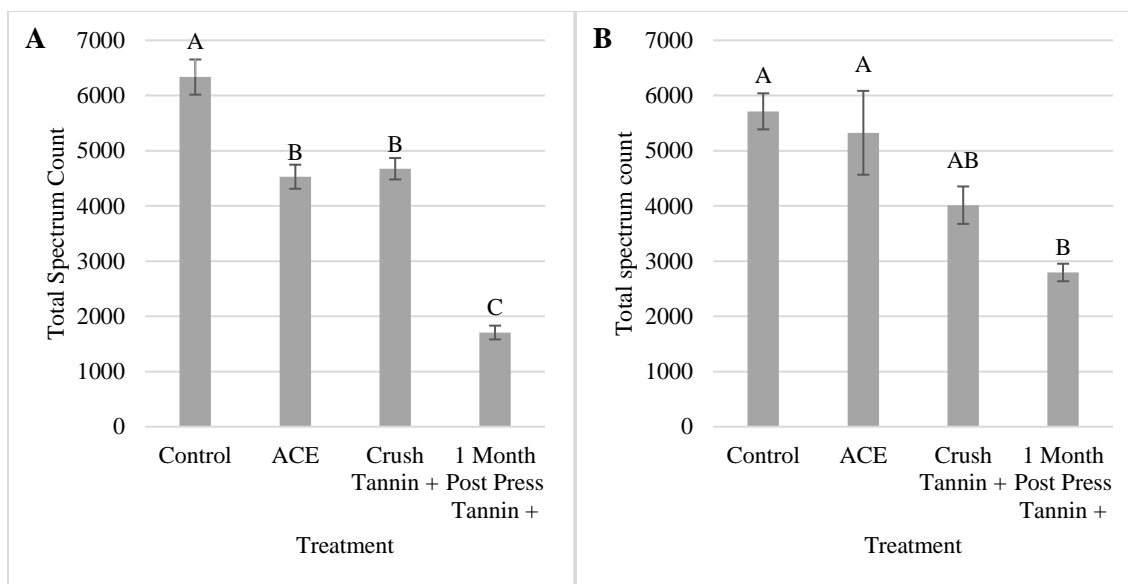 A
Total Spectrum Count
7000
6000
5000
4000
3000
2000
1000
0
A
B
B
C
Control
ACE
Crush
Tannin +
1 Month
Post Press
Tannin +
Treatment
B
Total spectrum count
7000
6000
5000
4000
3000
2000
1000
0
A
A
AB
B
Control
ACE
Crush
Tannin +
1 Month
Post Press
Tannin +
Treatment